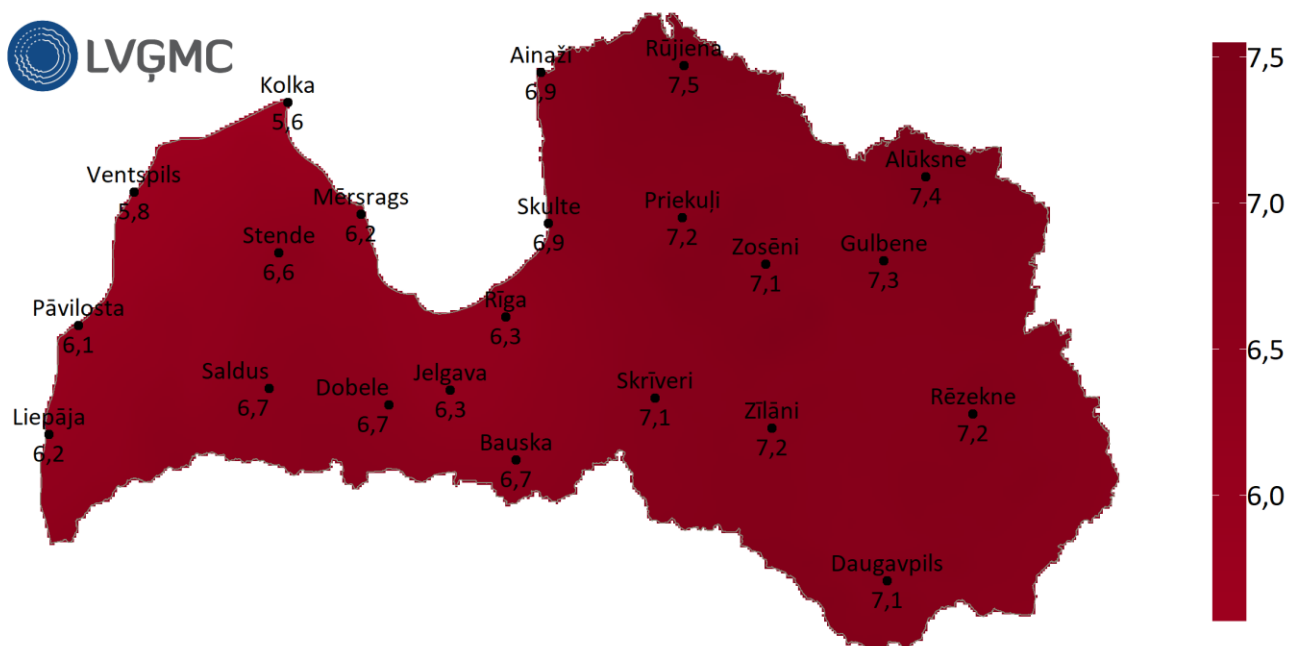 LVĢMC
Ainaži
6,9
Rūjiena
7,5
Kolka
5,6
Ventspils
5,8
Mērsrags
6,2
Stende
6,6
Skulte
6,9
Priekuļi
7,2
Alūksne
7,4
Zosēni
7,1
Gulbene
7,3
Pāvilosta
6,1
Rīga
6,3
Saldus
6,7
Dobele
6,7
Jelgava
6,3
Skrīveri
7,1
Zīlāni
7,2
Rēzekne
7,2
Liepāja
6,2
Bauska
6,7
Daugavpils
7,1
7,5
7,0
6,5
6,0